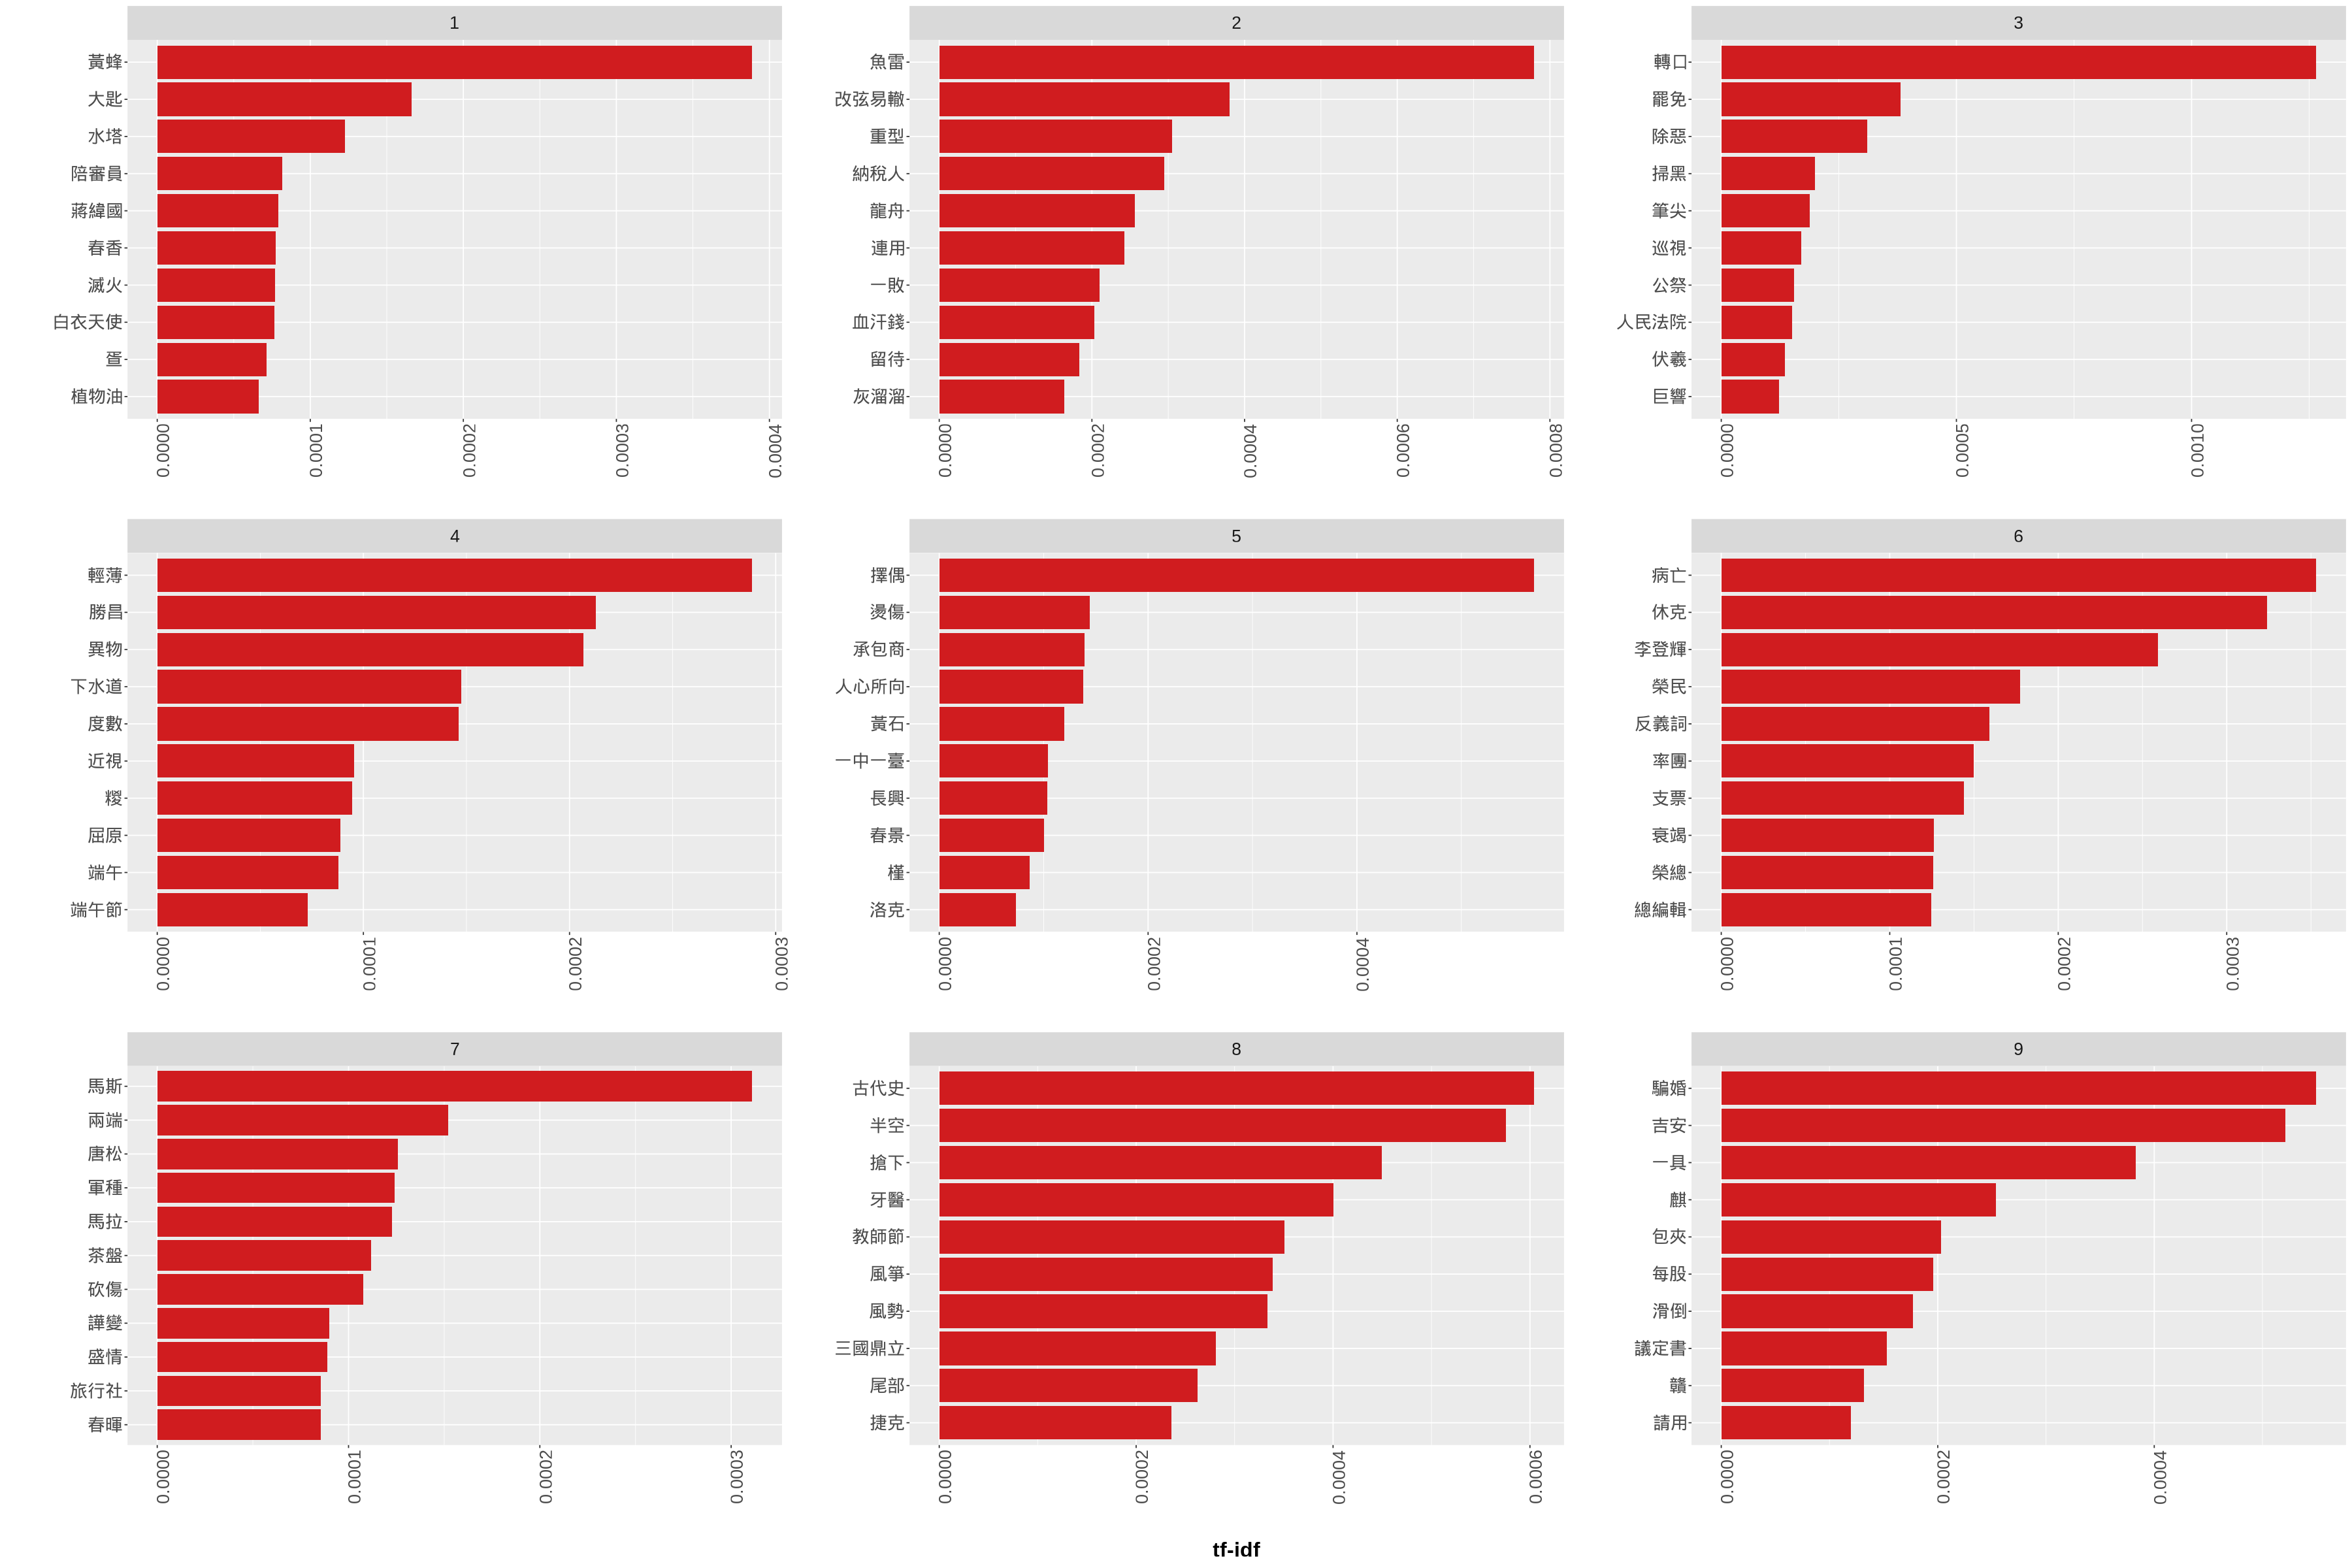 1
黃蜂
大匙
水塔
陪審員
蔣緯國
春香
滅火
白衣天使
疍
植物油
0.0000 0.0001 0.0002 0.0003 0.0004
2
魚雷
改弦易轍
重型
納稅人
龍舟
連用
一敗
血汗錢
留待
灰溜溜
0.0000 0.0002 0.0004 0.0006 0.0008
3
轉口
罷免
除惡
掃黑
筆尖
巡視
公祭
人民法院
伏羲
巨響
0.0000 0.0005 0.0010
4
輕薄
勝昌
異物
下水道
度數
近視
糉
屈原
端午
端午節
0.0000 0.0001 0.0002 0.0003
5
擇偶
燙傷
承包商
人心所向
黃石
一中一臺
長興
春景
槿
洛克
0.0000 0.0002 0.0004
6
病亡
休克
李登輝
榮民
反義詞
率團
支票
衰竭
榮總
總編輯
0.0000 0.0001 0.0002 0.0003
7
馬斯
兩端
唐松
軍種
馬拉
茶盤
砍傷
譁變
盛情
旅行社
春暉
0.0000 0.0001 0.0002 0.0003
8
古代史
半空
搶下
牙醫
教師節
風箏
風勢
三國鼎立
尾部
捷克
0.00000 0.00002 0.00004 0.00006
9
騙婚
吉安
一具
麒
包夾
每股
滑倒
議定書
贛
請用
0.0000 0.0002 0.0004
tf-idf